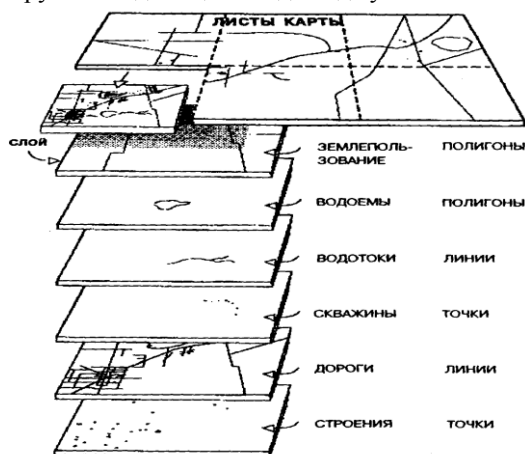 ЛИСТЫ КАРТЫ
СЛОЙ
ЗЕМЛЕПОЛЬ-
ЗОВАНИЕ
ПОЛИГОНЫ
ВОДОЕМЫ ПОЛИГОНЫ
ВОДОТОКИ ЛИНИИ
СКВАЖИНЫ ТОЧКИ
ДОРОГИ ЛИНИИ
СТРОЕНИЯ ТОЧКИ